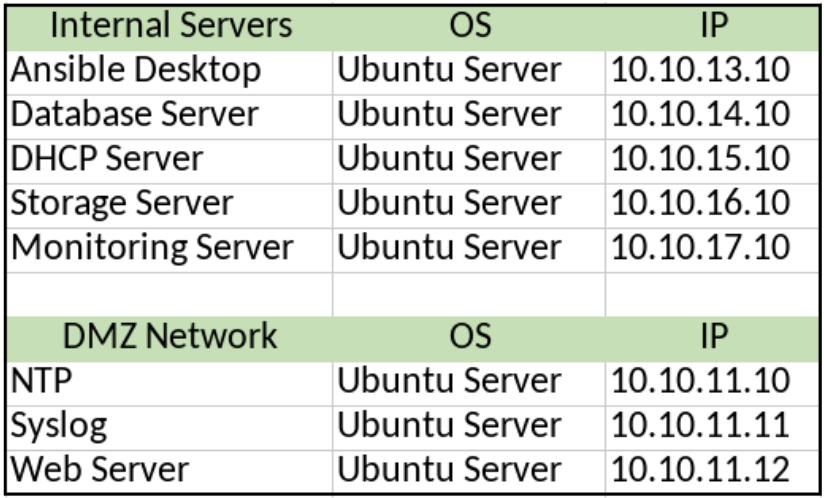 Internal Servers OS IP
Ansible Desktop Ubuntu Server 10.10.13.10
Database Server Ubuntu Server 10.10.14.10
DHCP Server Ubuntu Server 10.10.15.10
Storage Server Ubuntu Server 10.10.16.10
Monitoring Server Ubuntu Server 10.10.17.10
DMZ Network OS IP
NTP Ubuntu Server 10.10.11.10
Syslog Ubuntu Server 10.10.11.11
Web Server Ubuntu Server 10.10.11.12